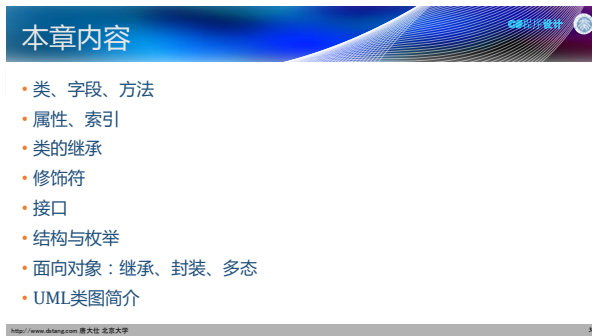 C#程序设计
本章内容
• 类、字段、方法
• 属性、索引
• 类的继承
• 修饰符
• 接口
• 结构与枚举
• 面向对象：继承、封装、多态
• UML类图简介
http://www.dstang.com 唐大仕 北京大学